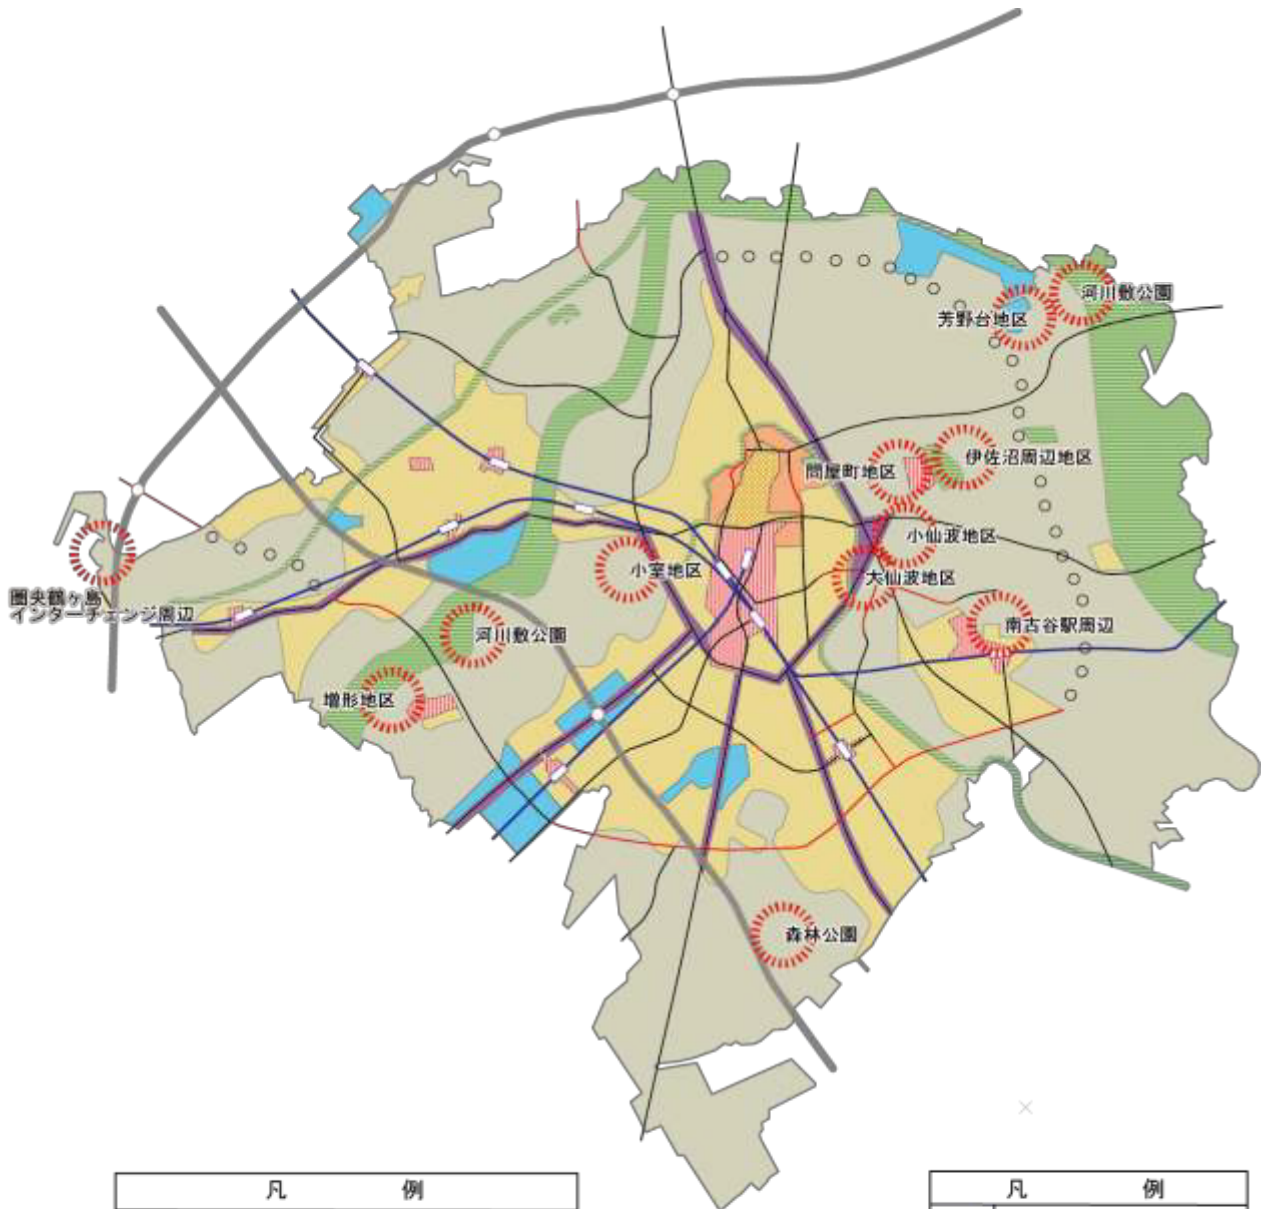 河川敷公園
芳野台地区
伊佐沼周辺地区
問屋町地区
小仙波地区
小室地区
大仙波地区
圏央鶴ヶ島
インターチェンジ周辺
南古谷駅周辺
河川敷公園
増形地区
森林公園
凡 例
凡 例